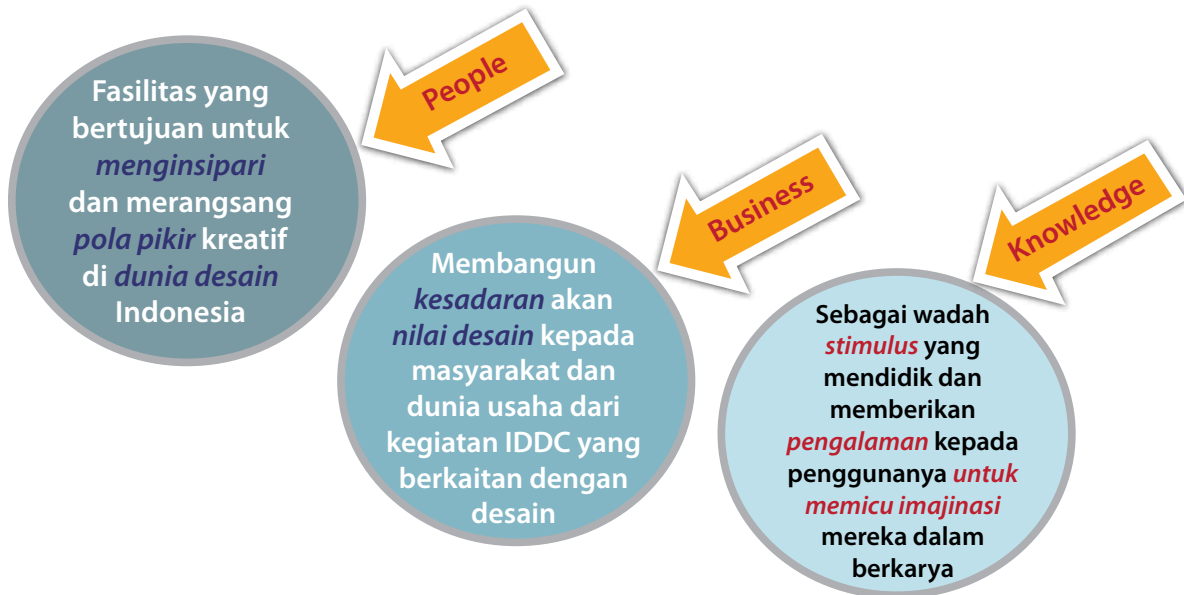 People
Fasilitas yang
bertujuan untuk
menginsipari
dan merangsang
pola pikir kreatif
di dunia desain
Indonesia
Business
Membangun
kesadaran akan
nilai desain kepada
masyarakat dan
dunia usaha dari
kegiatan IDDC yang
berkaitan dengan
desain
Knowledge
Sebagai wadah
stimulus yang
mendidik dan
memberikan
pengalaman kepada
penggunanya untuk
memicu imajinasi
mereka dalam
berkarya